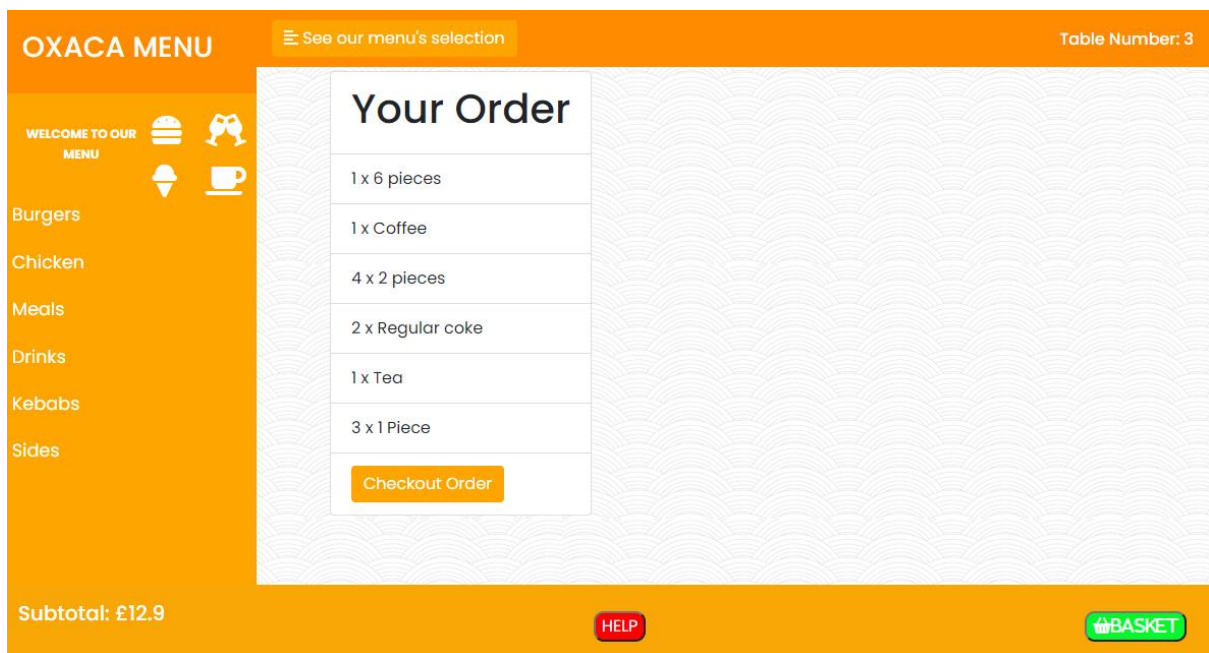 OXACA MENU
See our menu's selection
Table Number: 3
WELCOME TO OUR
MENU
Burgers
Chicken
Meals
Drinks
Kebabs
Sides
Your Order
1 x 6 pieces
1 x Coffee
4 x 2 pieces
2 x Regular coke
1 x Tea
3 x 1 Piece
Checkout Order
Subtotal: £12.9
HELP
BASKET